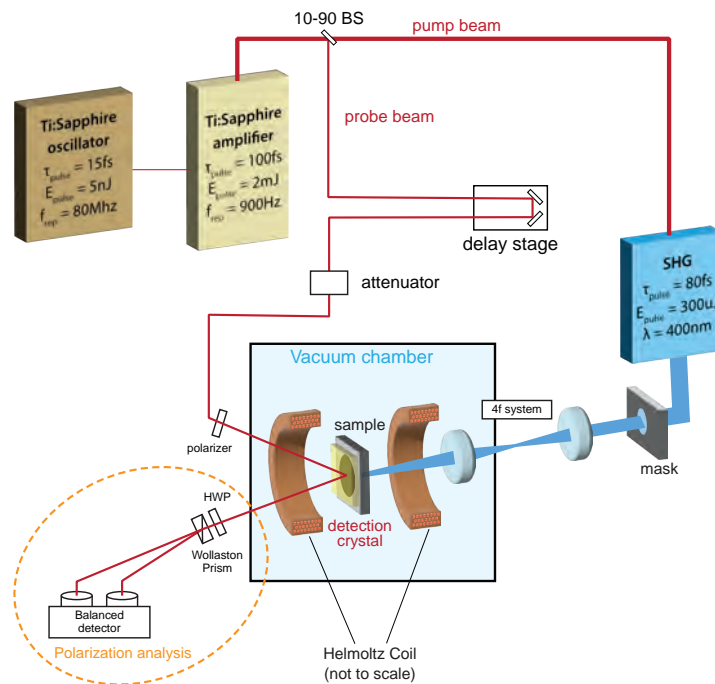 10-90 BS
pump beam
Ti:Sapphire
oscillator
τpulse = 15fs
Epulse = 5nJ
frep = 80Mhz
Ti:Sapphire
amplifier
τpulse = 100fs
Epulse = 2mJ
frep = 900Hz
probe beam
delay stage
SHG
τpulse = 80fs
Epulse = 300u
λ = 400nm
attenuator
Vacuum chamber
4f system
sample
polarizer
mask
detection
crystal
HWP
Wollaston
Prism
Balanced
detector
Polarization analysis
Helmoltz Coil
(not to scale)